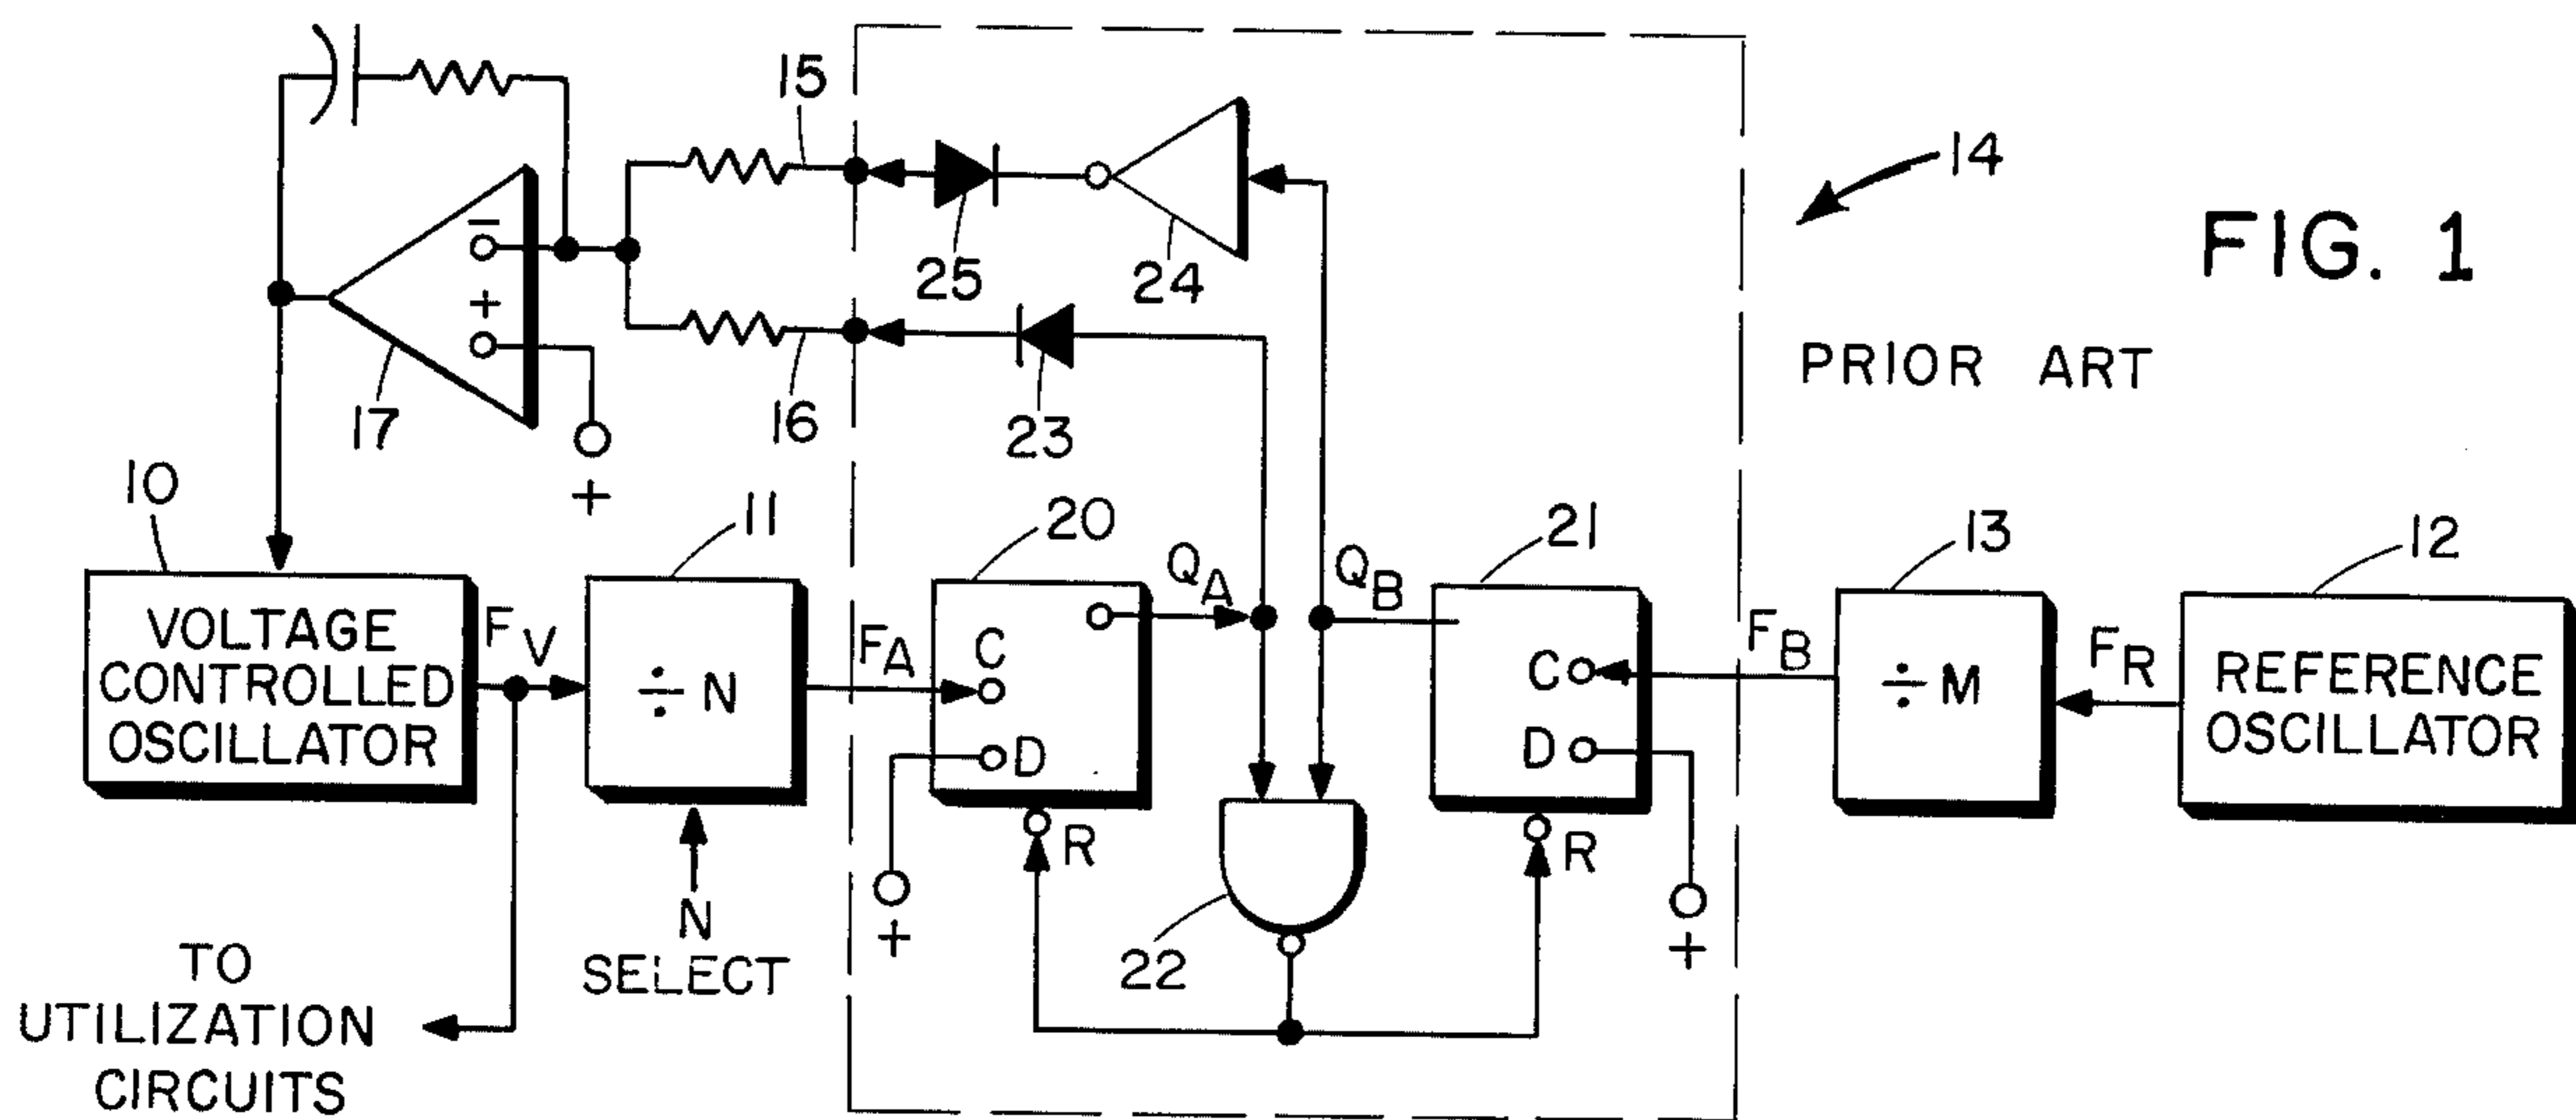 FIG. 1
PRIOR ART
14
15
25
24
−
+
17
16
23
+
10
VOLTAGE
CONTROLLED
OSCILLATOR
F V
11
÷ N
N
SELECT
TO
UTILIZATION
CIRCUITS
FA
20
C
D
R
+
QA
QB
22
21
C
D
R
+
FB
13
÷ M
FR
12
REFERENCE
OSCILLATOR